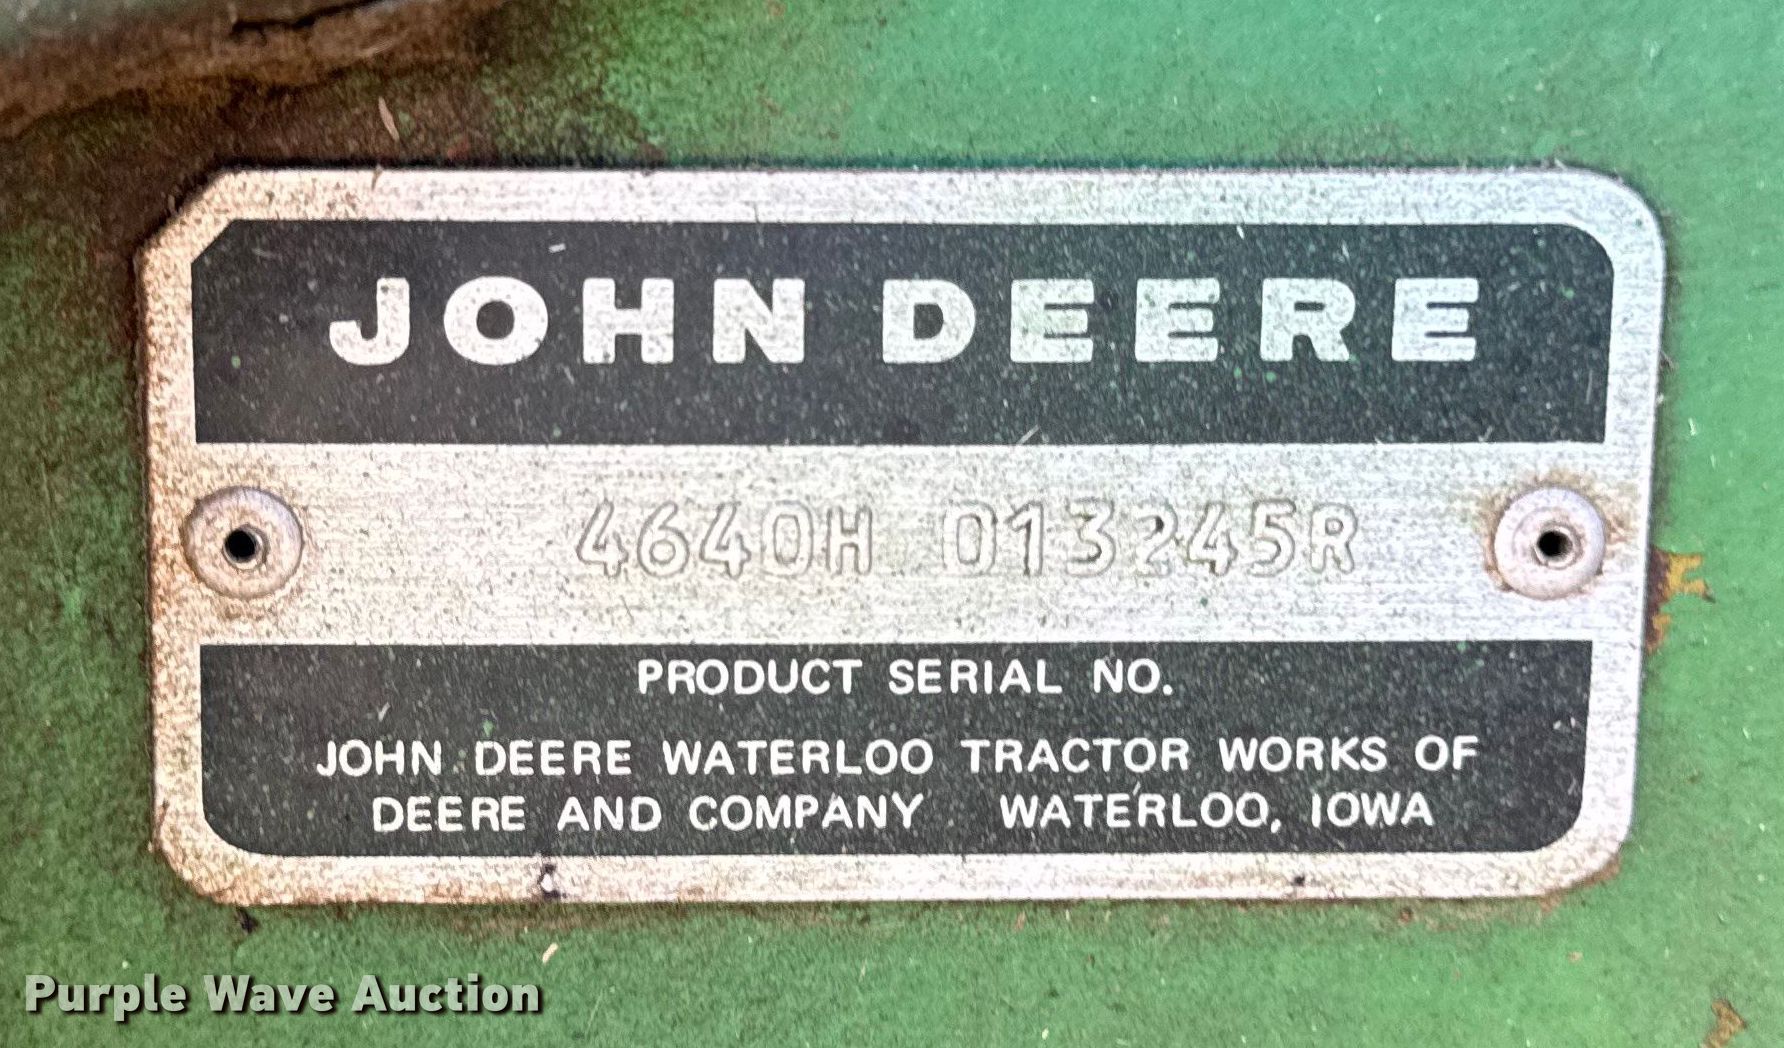 JOHN DEERE
4640H 013245R
PRODUCT SERIAL NO.
JOHN DEERE WATERLOO TRACTOR WORKS OF
DEERE AND COMPANY WATERLOO, IOWA
Purple Wave Auction